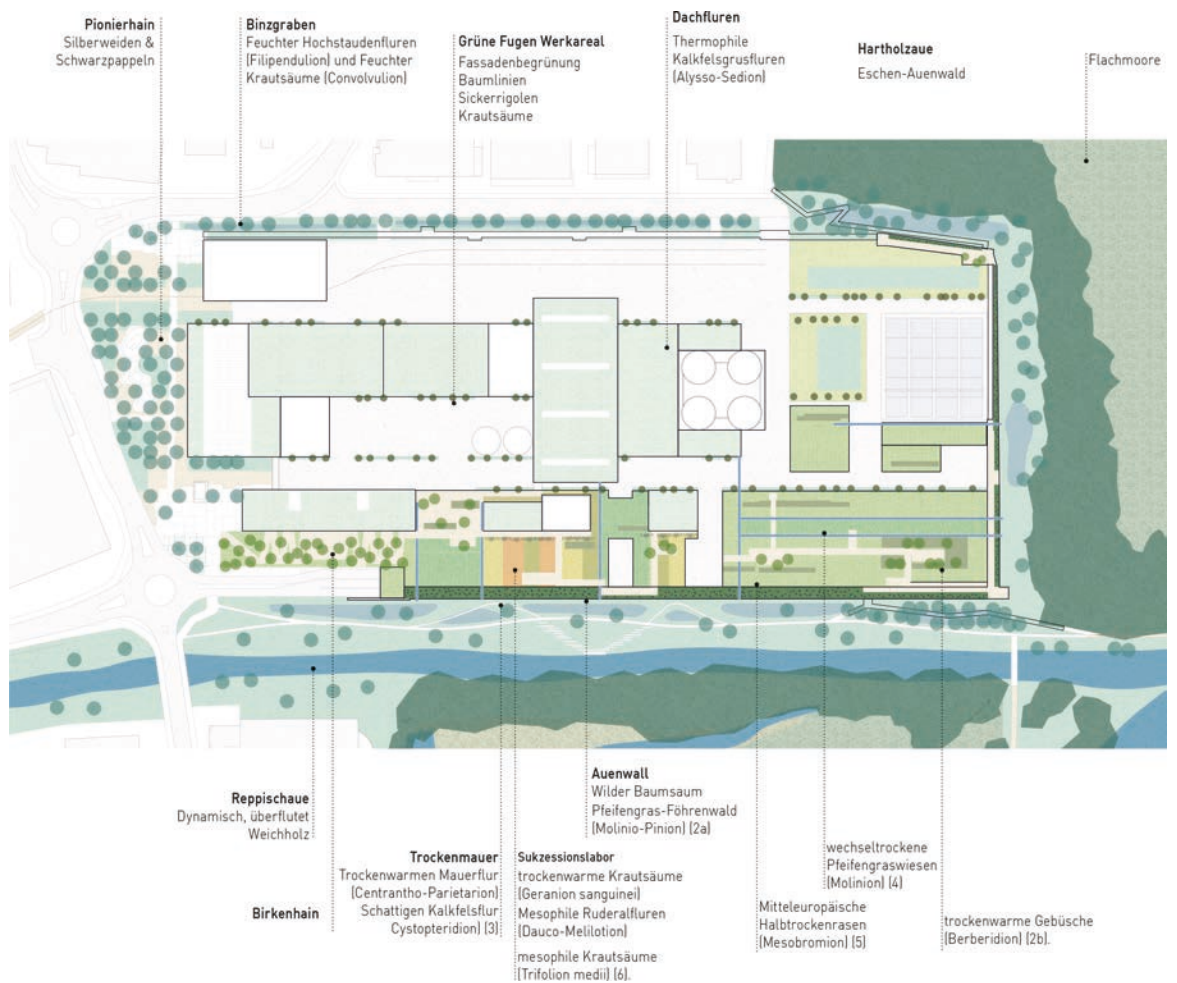 Pionierhain
Silberweiden &
Schwarzpappeln
Binzgraben
Feuchter Hochstaudenfluren
(Filipendulion) und Feuchter
Krautsäume (Convolvulion)
Grüne Fugen Werkareal
Fassadenbegrünung
Baumlinien
Sickerrigolen
Krautsäume
Dachfluren
Thermophile
Kalkfelsgrusfluren
(Alysso-Sedion)
Hartholzaue
Eschen-Auenwald
Flachmoore
Reppischaue
Dynamisch, überflutet
Weichholz
Birkenhain
Trockenmauer
Trockenwarmen Mauerflur
(Centrantho-Parietarion)
Schattigen Kalkfelsflur
Cystopteridion) (3)
Sukzessionslabor
trockenwarme Krautsäume
(Geranion sanguinei)
Mesophile Ruderalfluren
(Dauco-Melilotion)
mesophile Krautsäume
(Trifolion medii) (6).
Auenwall
Wilder Baumsaum
Pfeifengras-Föhrenwald
(Molinio-Pinion) (2a)
Mitteleuropäische
Halbtrockenrasen
(Mesobromion) (5)
wechseltrockene
Pfeifengraswiesen
(Molinion) (4)
trockenwarme Gebüsche
(Berberidion) (2b).